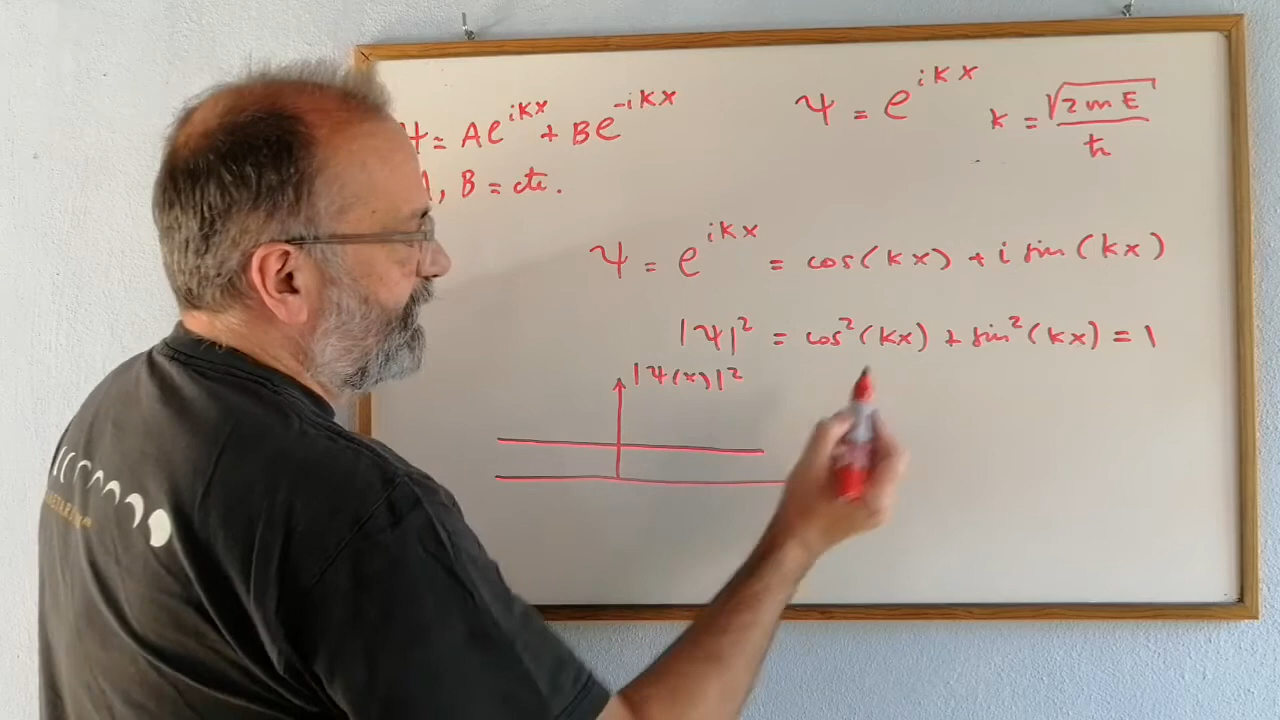 ψ = Ae^{ikx} + Be^{-ikx}
A, B = cte.
ψ = e^{ikx} k = √(2mE)/ħ
ψ = e^{ikx} = cos(kx) + i sin(kx)
|ψ|² = cos²(kx) + sin²(kx) = 1
|ψ(x)|²